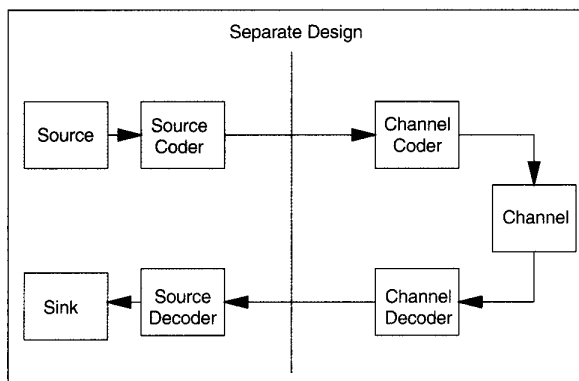 Separate Design
Source
Source
Coder
Channel
Coder
Channel
Sink
Source
Decoder
Channel
Decoder